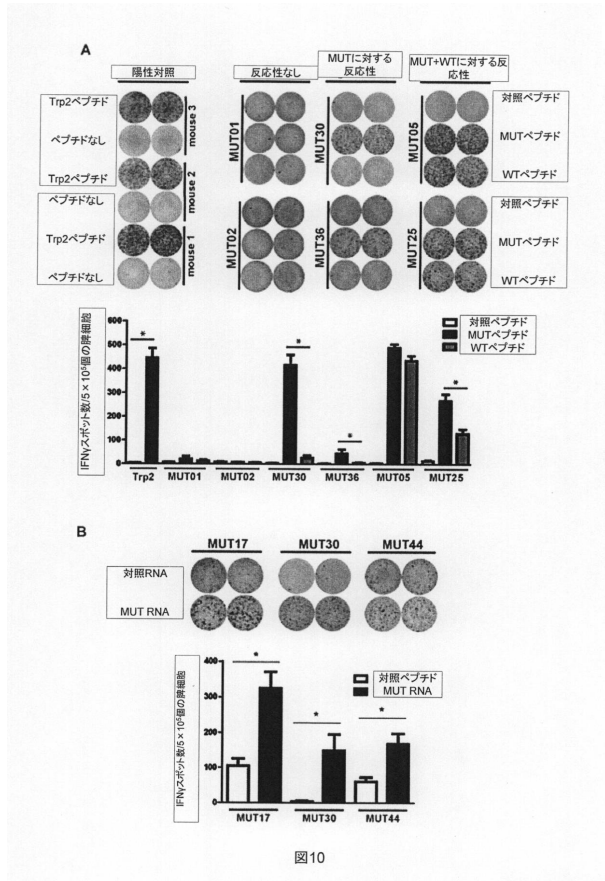 A
陽性対照
反応性なし
MUTに対する
反応性
MUT+WTに対する反
応性
Trp2ペプチド
ペプチドなし
Trp2ペプチド
ペプチドなし
Trp2ペプチド
ペプチドなし
mouse 3
mouse 2
mouse 1
MUT01
MUT02
MUT30
MUT36
MUT05
MUT25
対照ペプチド
MUTペプチド
WTペプチド
対照ペプチド
MUTペプチド
WTペプチド
IFNγスポット数/5×10⁵個の脾細胞
600
500
400
300
200
100
0
*
*
*
*
対照ペプチド
MUTペプチド
WTペプチド
Trp2 MUT01 MUT02 MUT30 MUT36 MUT05 MUT25
B
MUT17 MUT30 MUT44
対照RNA
MUT RNA
IFNγスポット数/5×10⁵個の脾細胞
400
300
200
100
0
*
*
*
対照ペプチド
MUT RNA
MUT17 MUT30 MUT44
図10